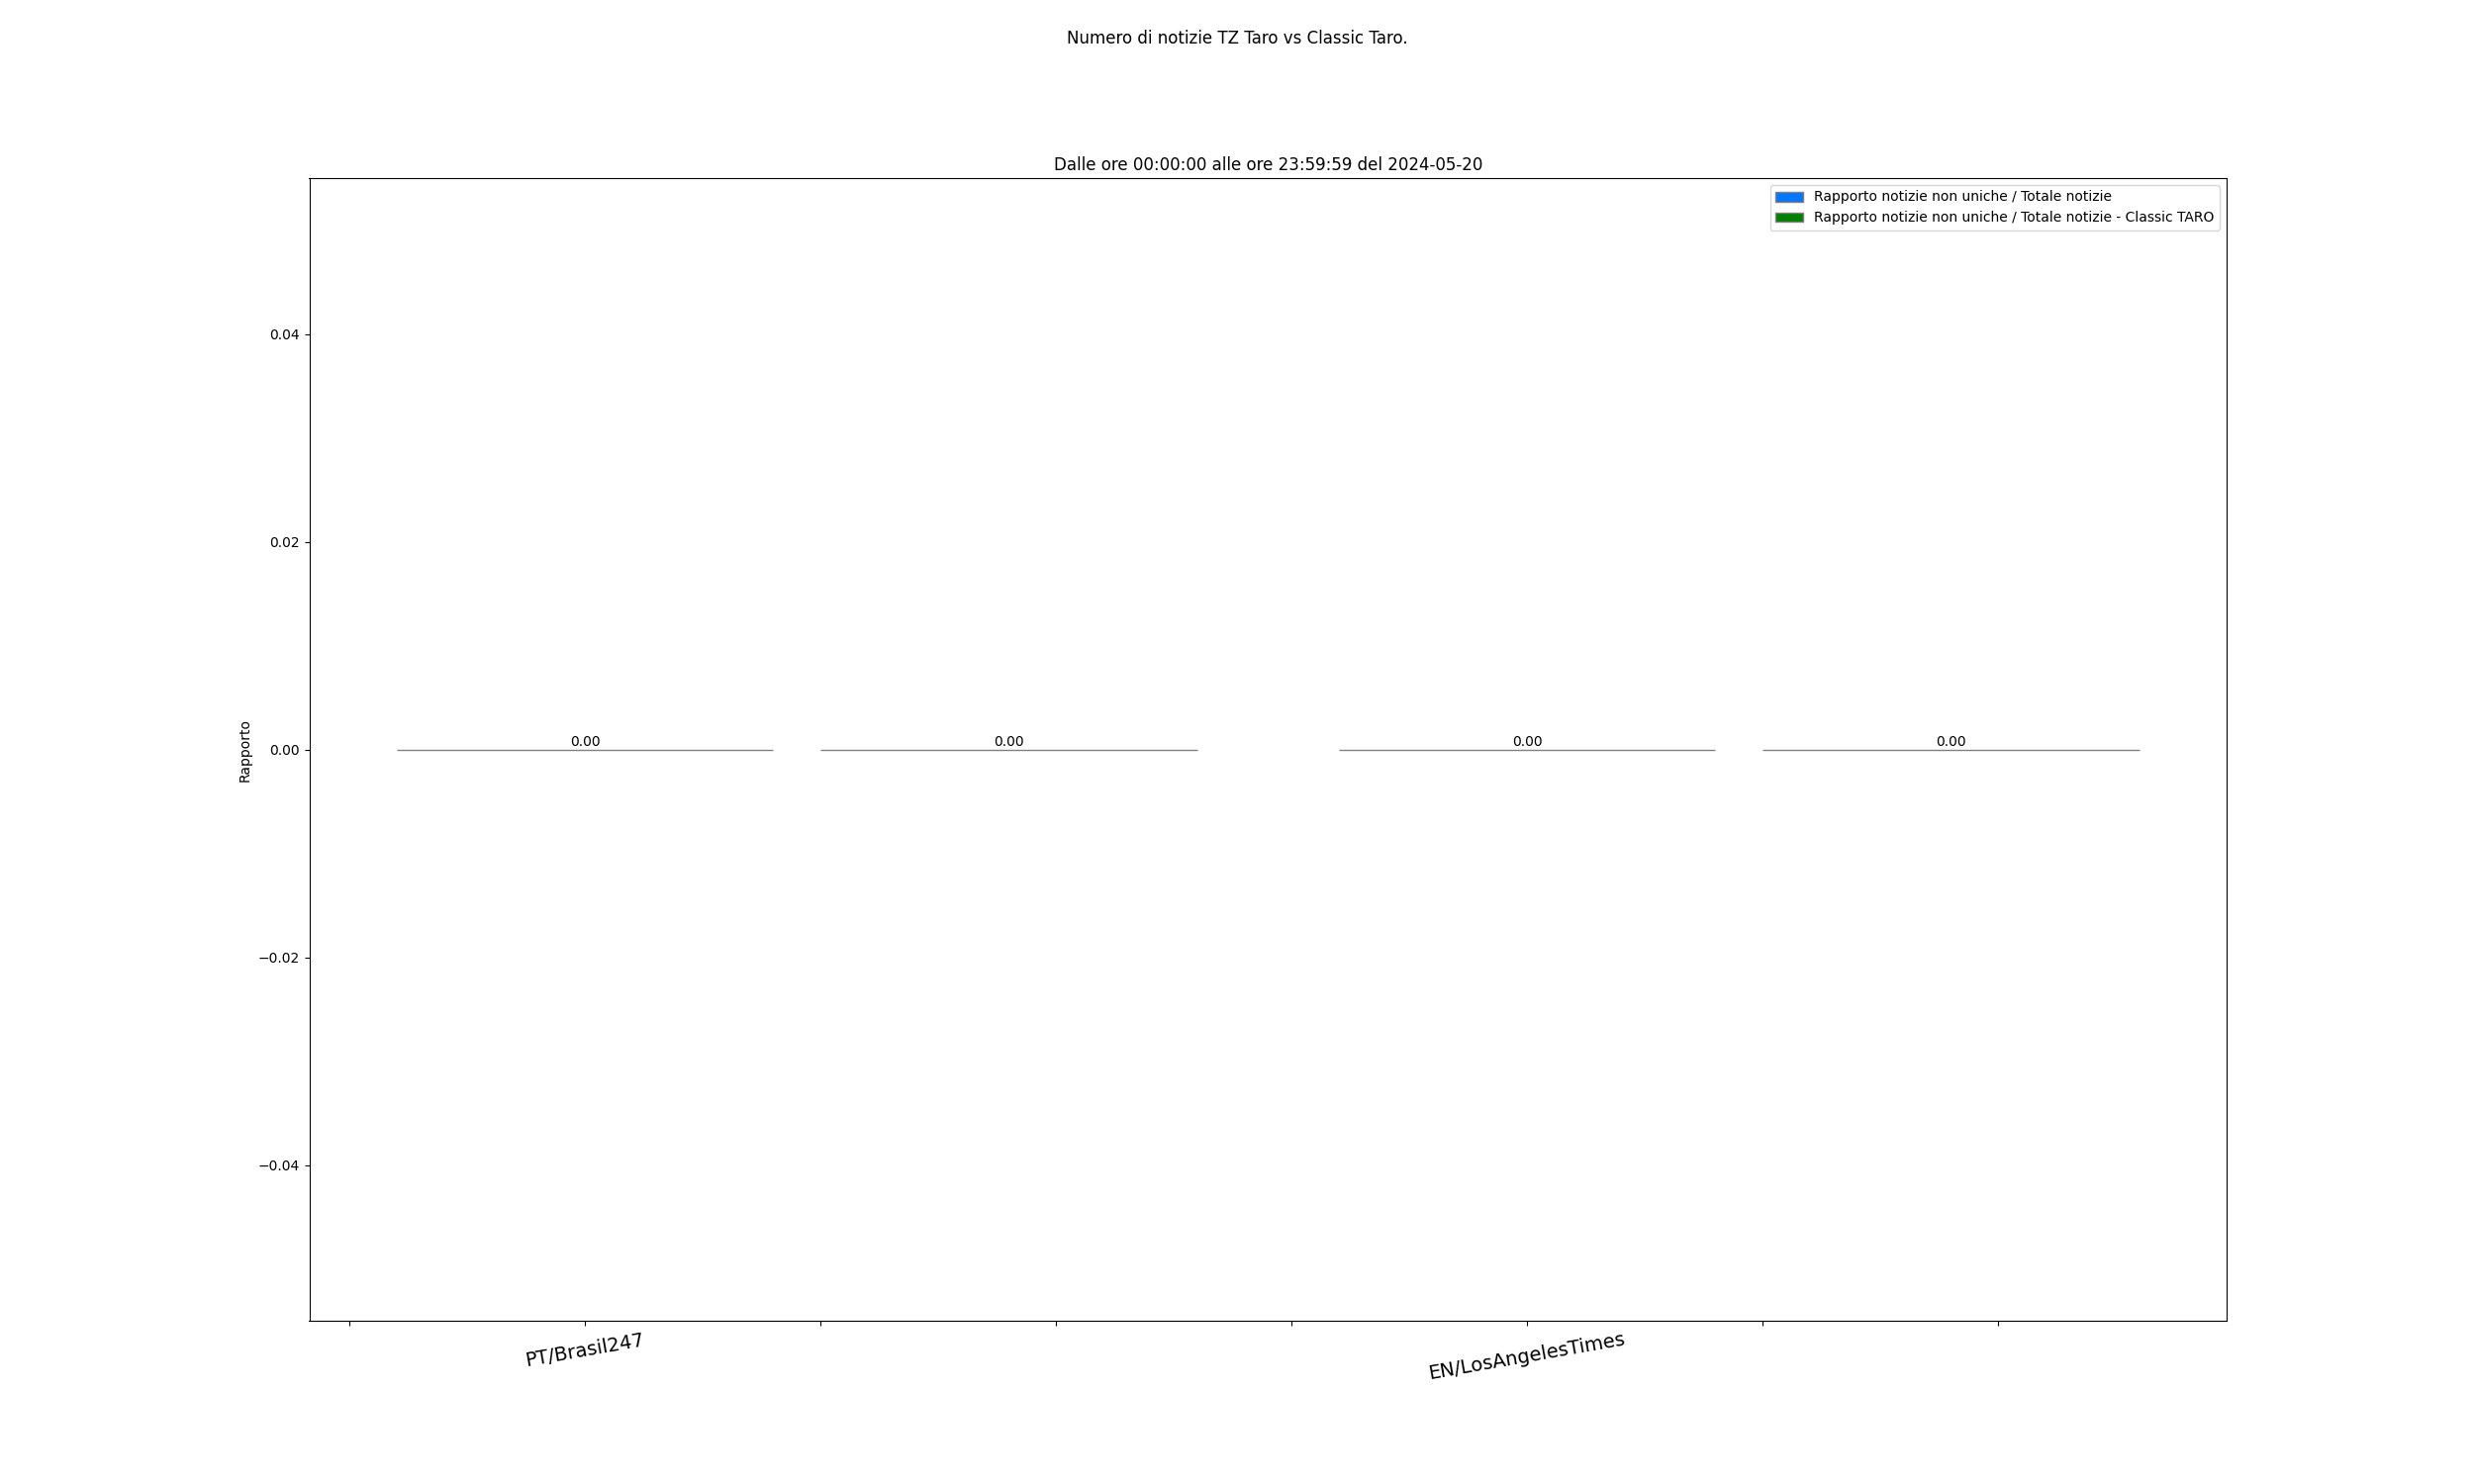 Numero di notizie TZ Taro vs Classic Taro.
Dalle ore 00:00:00 alle ore 23:59:59 del 2024-05-20
Rapporto notizie non uniche / Totale notizie
Rapporto notizie non uniche / Totale notizie - Classic TARO
0.04
0.02
0.00
−0.02
−0.04
Rapporto
0.00
0.00
0.00
0.00
PT/Brasil247
EN/LosAngelesTimes